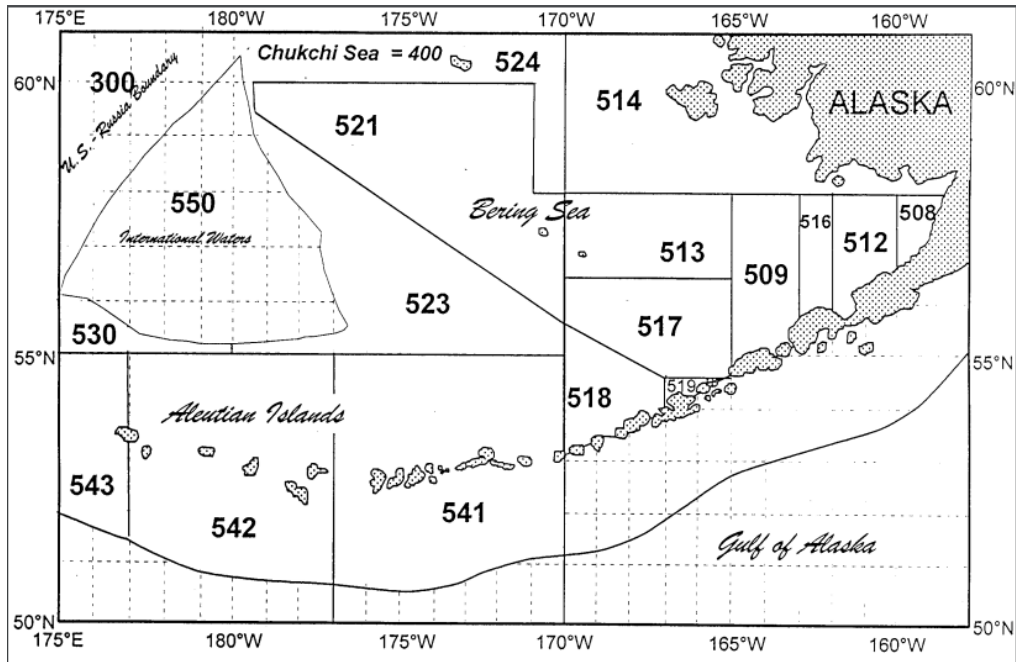 175°E 180°W 175°W 170°W 165°W 160°W
Chukchi Sea = 400
524
60°N
300
U.S.- Russia Boundary
514
ALASKA
60°N
521
550
International Waters
Bering Sea
516
508
513
512
509
523
517
530
55°N
55°N
519
518
Aleutian Islands
543
542
541
Gulf of Alaska
50°N
50°N
175°E 180°W 175°W 170°W 165°W 160°W